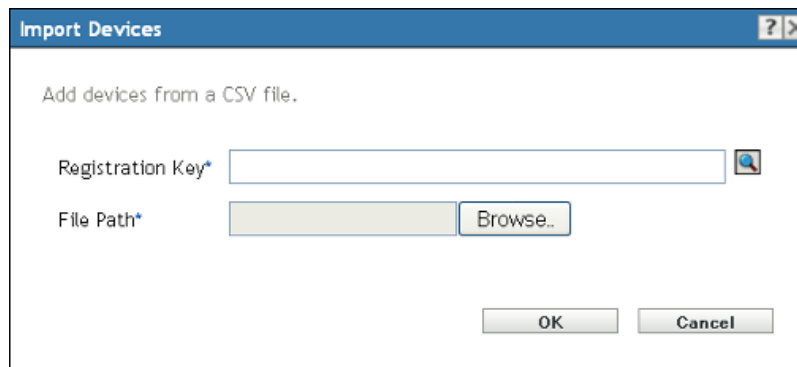 Import Devices ?
Add devices from a CSV file.
Registration Key*
File Path* Browse..
OK Cancel